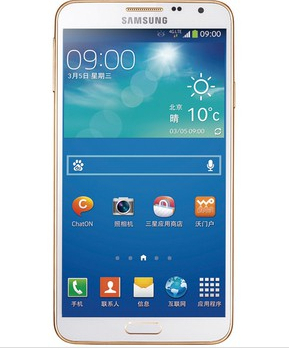 SAMSUNG
4G 09:00
09:00
3月5日 星期三
北京
晴 10°c
03/05 09:00
ChatON
照相机
三星应用商店
沃门户
手机
联系人
信息
互联网
应用程序